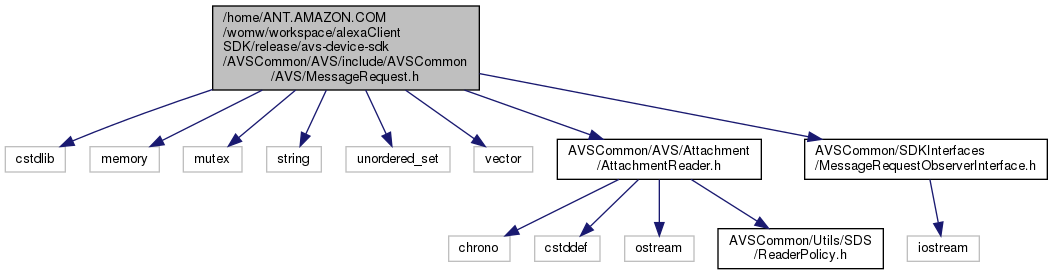 /home/ANT.AMAZON.COM
/womw/workspace/alexaClient
SDK/release/avs-device-sdk
/AVSCommon/AVS/include/AVSCommon
/AVS/MessageRequest.h
cstdlib
memory
mutex
string
unordered_set
vector
AVSCommon/AVS/Attachment
/AttachmentReader.h
AVSCommon/SDKInterfaces
/MessageRequestObserverInterface.h
chrono
cstddef
ostream
AVSCommon/Utils/SDS
/ReaderPolicy.h
iostream